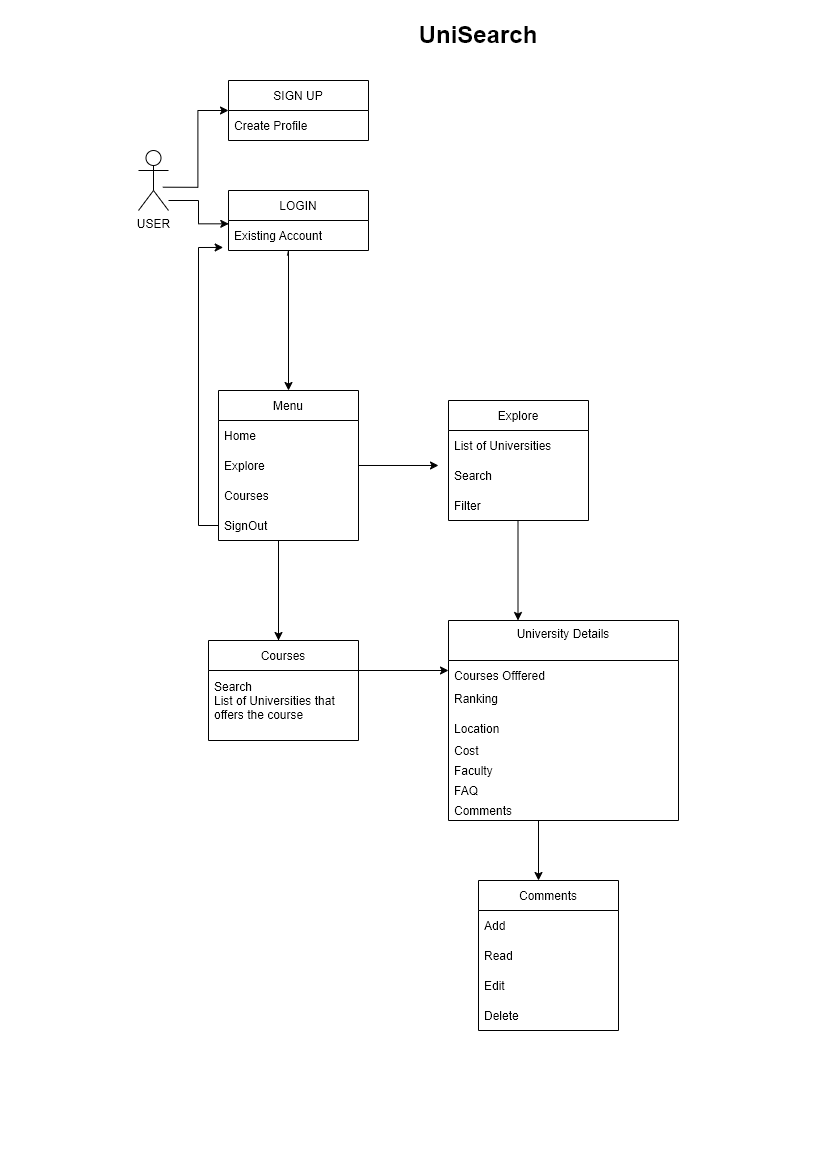 UniSearch
SIGN UP
Create Profile
USER
LOGIN
Existing Account
Menu
Home
Explore
Courses
SignOut
Explore
List of Universities
Search
Filter
Courses
Search
List of Universities that
offers the course
University Details
Courses Offfered
Ranking
Location
Cost
Faculty
FAQ
Comments
Comments
Add
Read
Edit
Delete